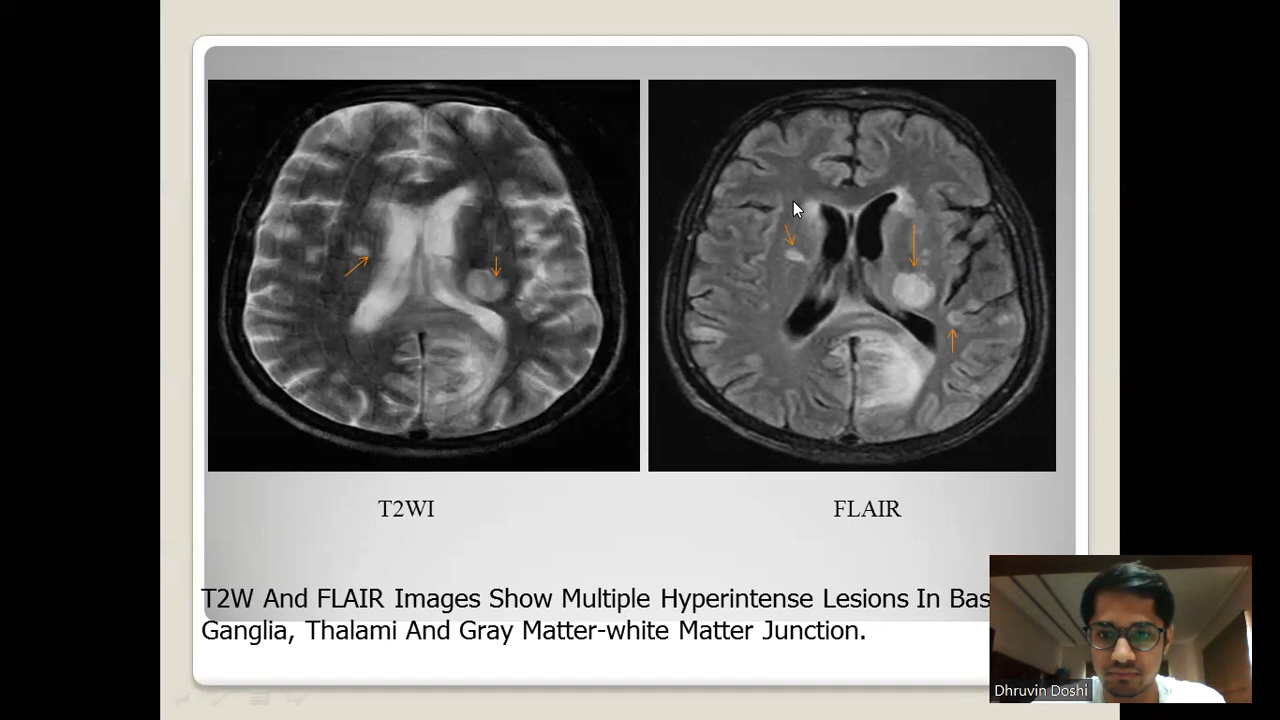 T2WI
FLAIR
T2W And FLAIR Images Show Multiple Hyperintense Lesions In Bas
Ganglia, Thalami And Gray Matter-white Matter Junction.
Dhruvin Doshi